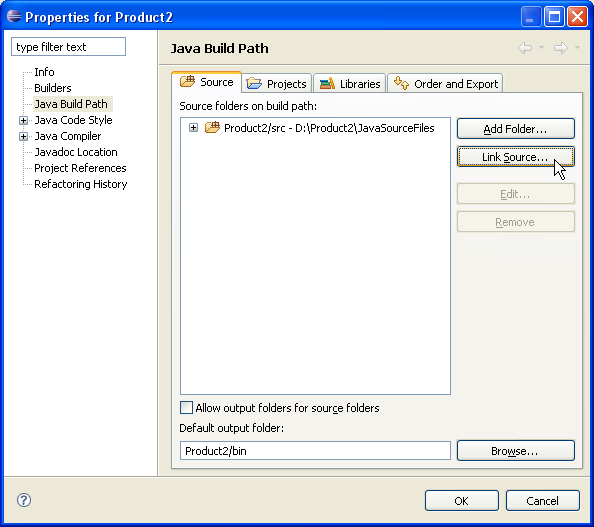 Properties for Product2
type filter text
Info
Builders
Java Build Path
Java Code Style
Java Compiler
Javadoc Location
Project References
Refactoring History
Java Build Path
Source
Projects
Libraries
Order and Export
Source folders on build path:
Product2/src - D:\Product2\JavaSourceFiles
Add Folder...
Link Source...
Edit...
Remove
Allow output folders for source folders
Default output folder:
Product2/bin
Browse...
OK
Cancel